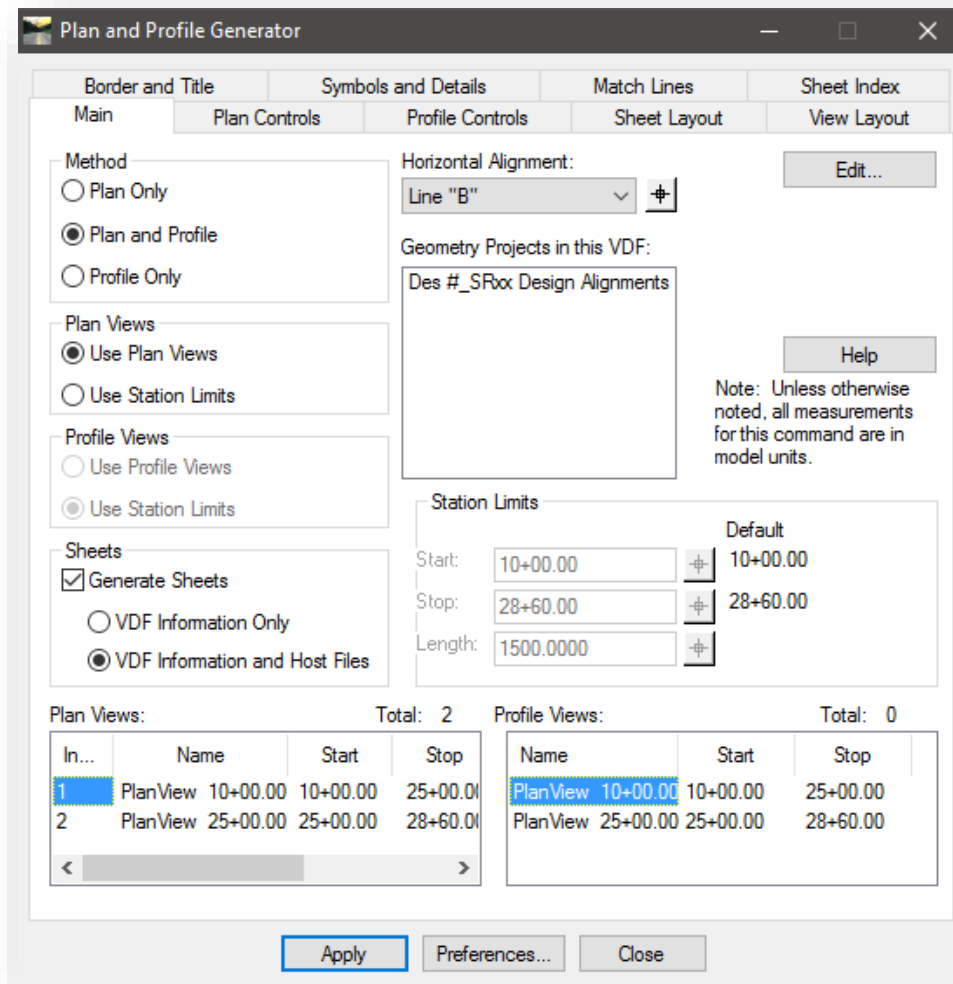 Plan and Profile Generator
Border and Title Symbols and Details Match Lines Sheet Index
Main Plan Controls Profile Controls Sheet Layout View Layout
Method
Plan Only
Plan and Profile
Profile Only
Horizontal Alignment:
Line "B"
Edit...
Geometry Projects in this VDF:
Des #_SRxx Design Alignments
Plan Views
Use Plan Views
Use Station Limits
Help
Note: Unless otherwise
noted, all measurements
for this command are in
model units.
Profile Views
Use Profile Views
Use Station Limits
Station Limits
Default
Start: 10+00.00 10+00.00
Stop: 28+60.00 28+60.00
Length: 1500.0000
Sheets
Generate Sheets
VDF Information Only
VDF Information and Host Files
Plan Views: Total: 2
In... Name Start Stop
1 PlanView 10+00.00 10+00.00 25+00.00
2 PlanView 25+00.00 25+00.00 28+60.00
Profile Views: Total: 0
Name Start Stop
PlanView 10+00.00 10+00.00 25+00.00
PlanView 25+00.00 25+00.00 28+60.00
Apply Preferences... Close